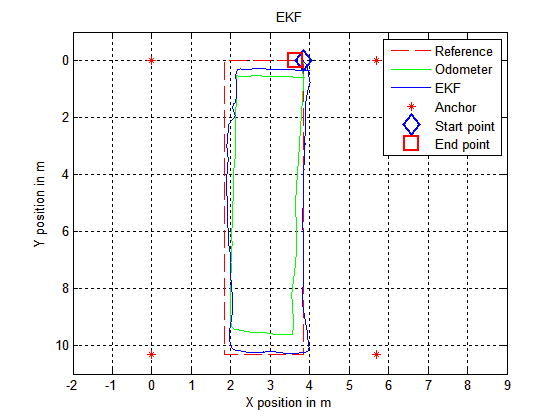 EKF
Reference
Odometer
EKF
Anchor
Start point
End point
Y position in m
0
2
4
6
8
10
-2 -1 0 1 2 3 4 5 6 7 8 9
X position in m